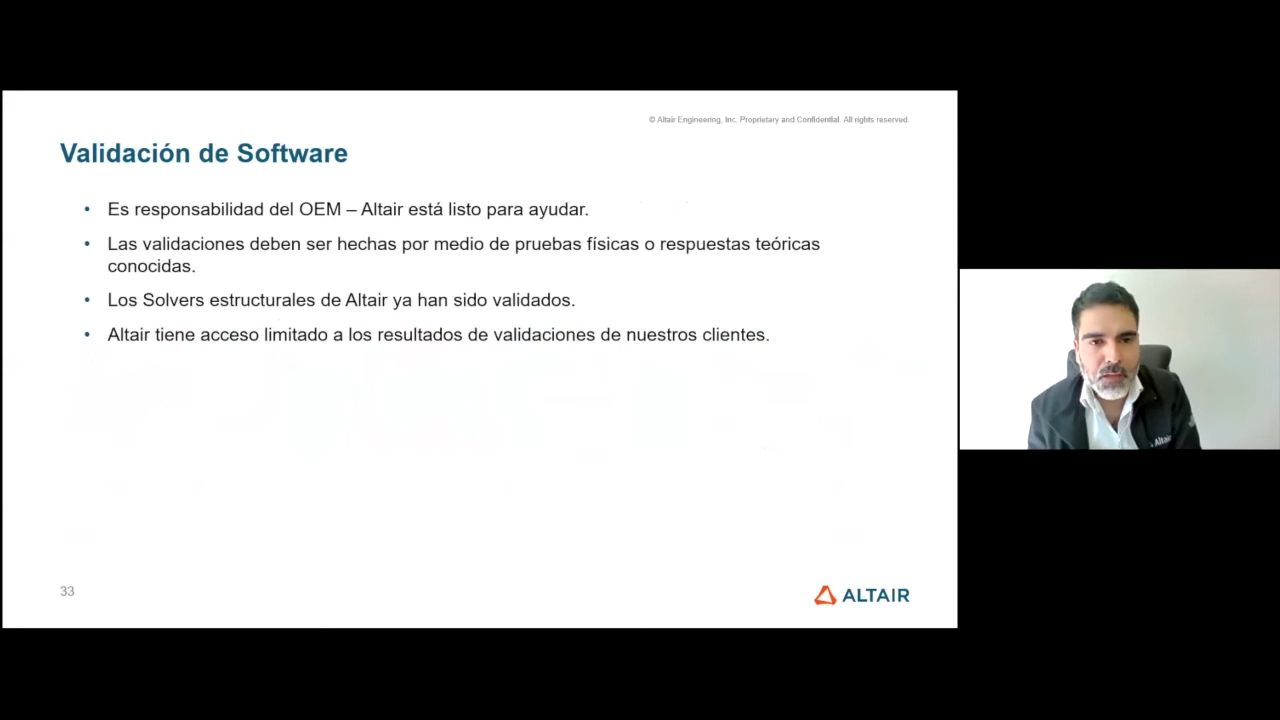 © Altair Engineering, Inc. Proprietary and Confidential. All rights reserved.
Validación de Software
• Es responsabilidad del OEM – Altair está listo para ayudar.
• Las validaciones deben ser hechas por medio de pruebas físicas o respuestas teóricas
conocidas.
• Los Solvers estructurales de Altair ya han sido validados.
• Altair tiene acceso limitado a los resultados de validaciones de nuestros clientes.
33
ALTAIR
Altair